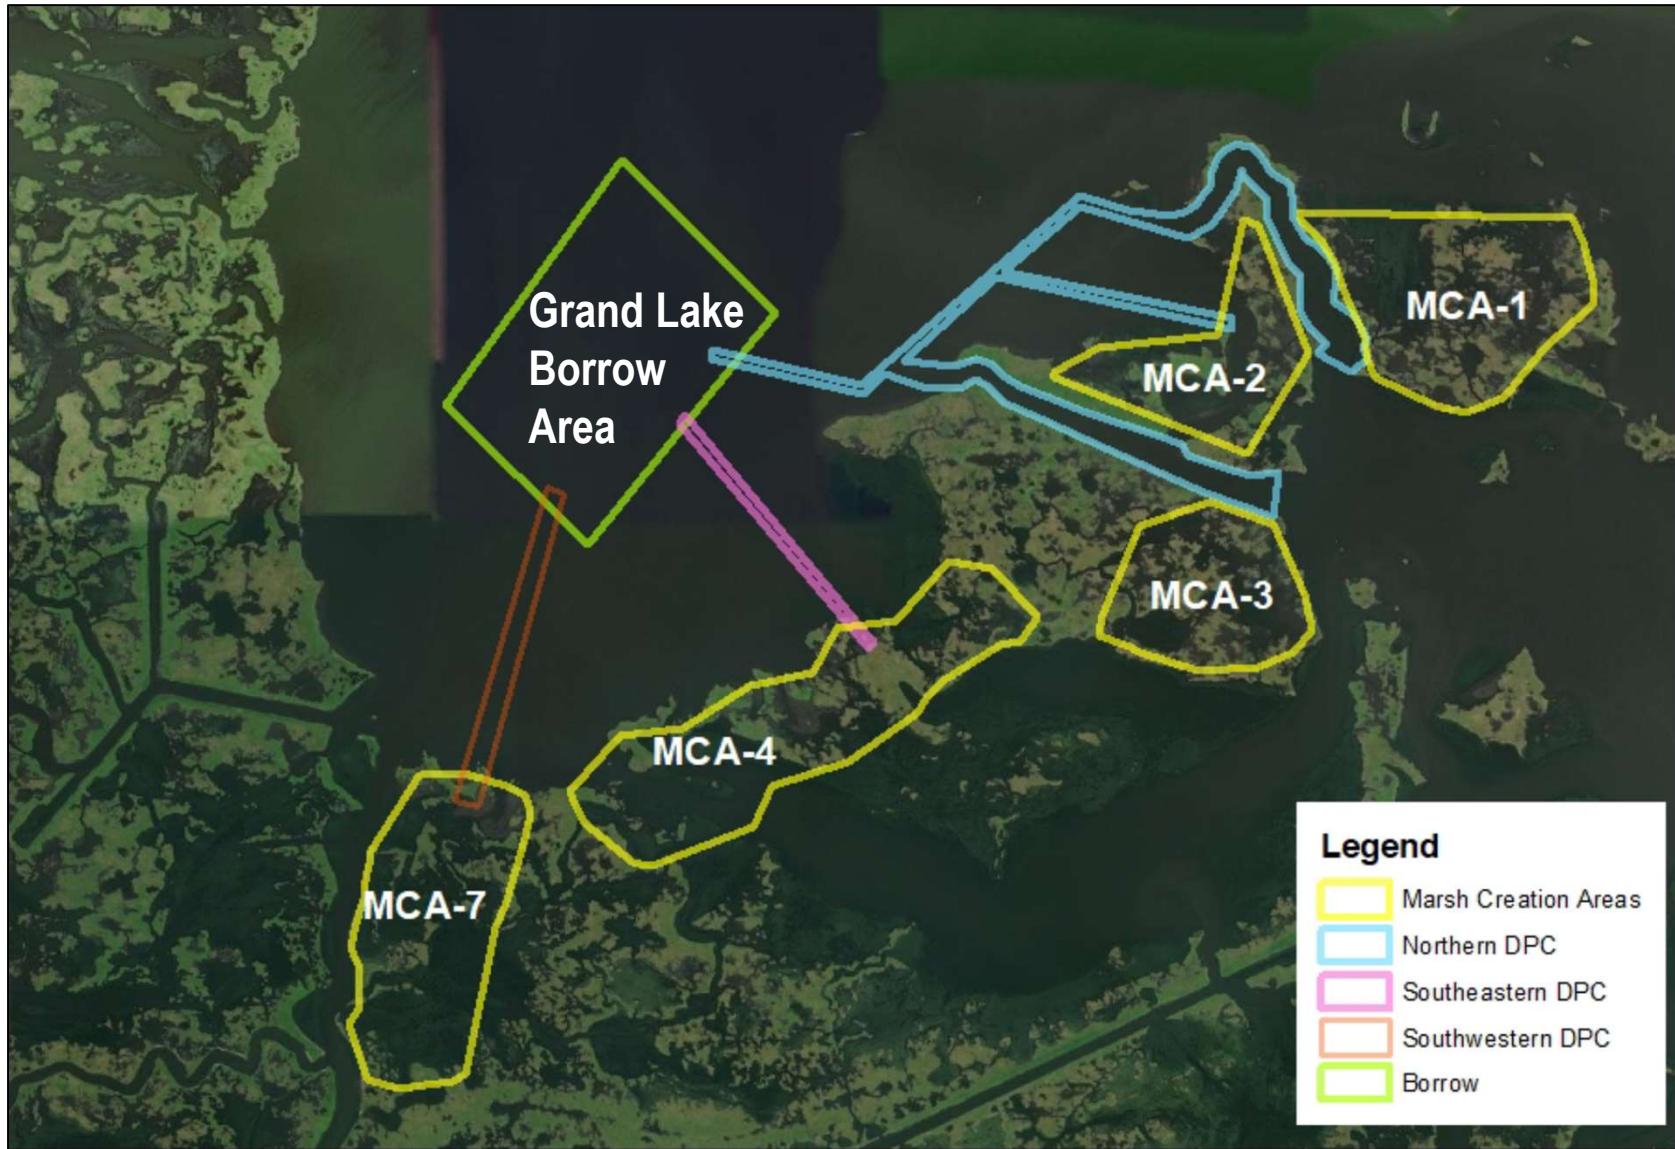 Grand Lake
Borrow
Area
MCA-1
MCA-2
MCA-3
MCA-4
MCA-7
Legend
Marsh Creation Areas
Northern DPC
Southeastern DPC
Southwestern DPC
Borrow